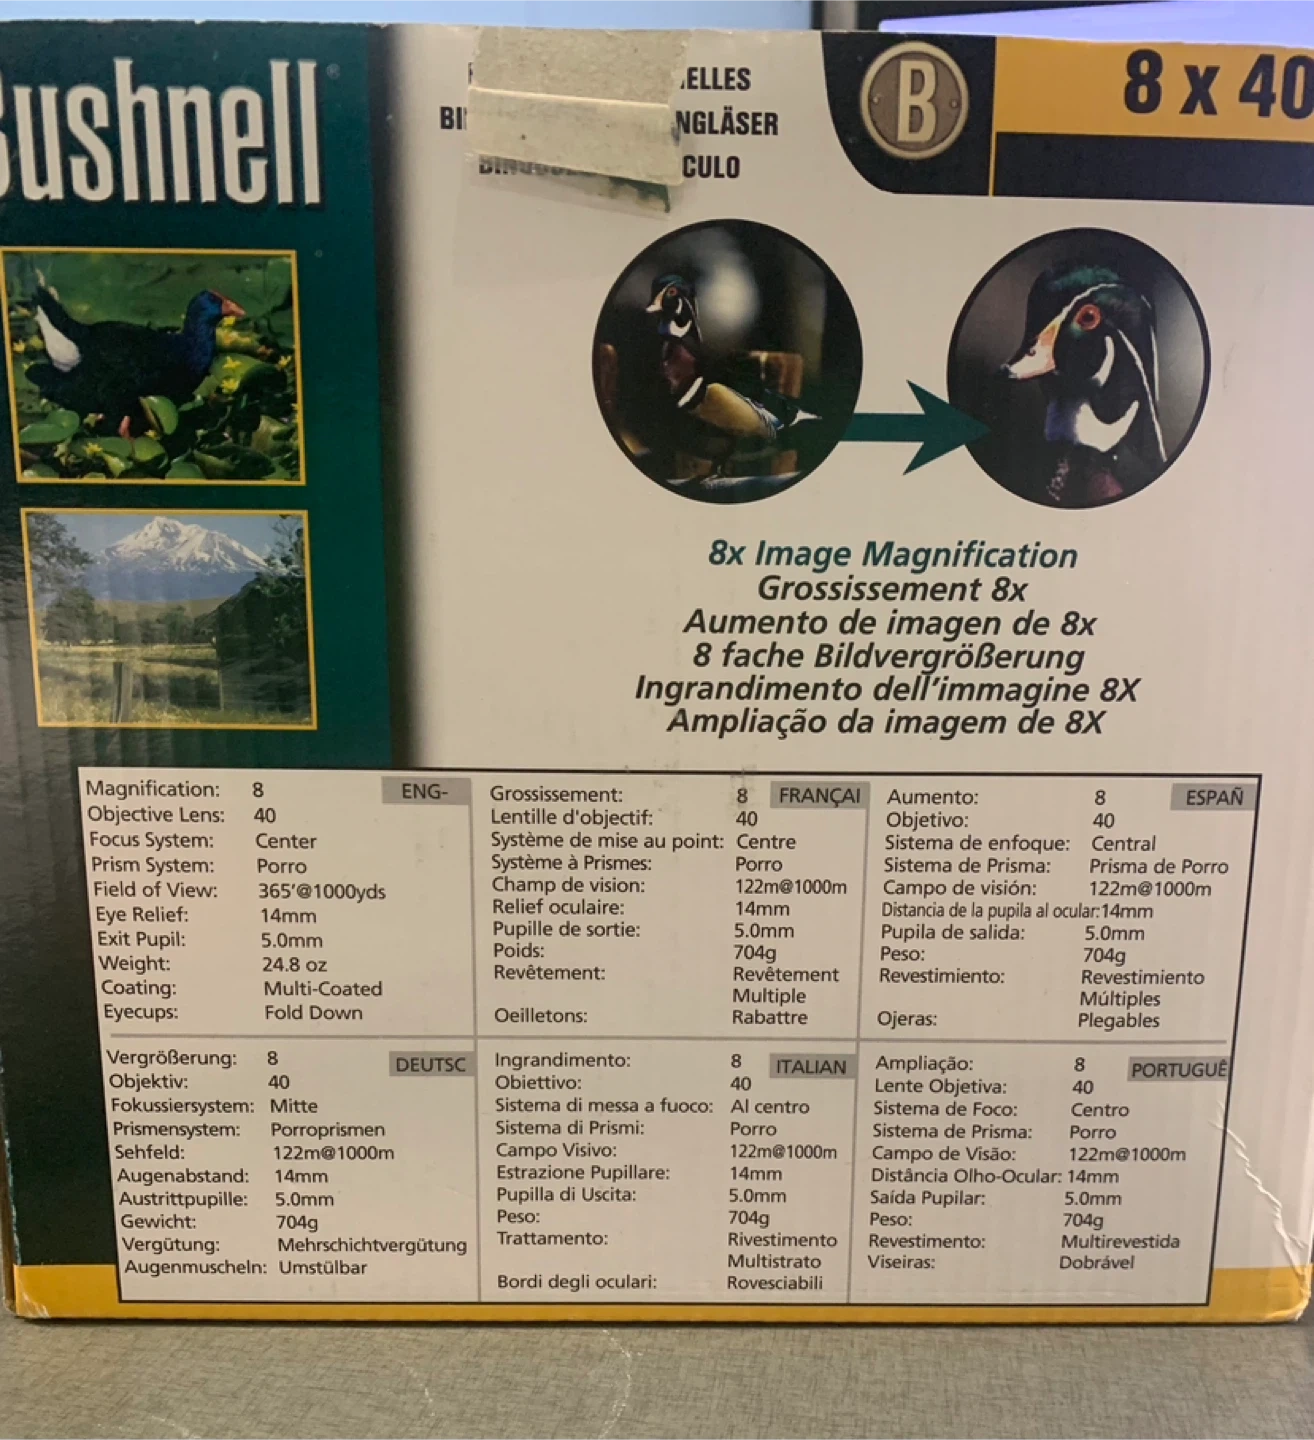 Bushnell®
ELLES
NGLÄSER
CULO
B
8 x 40
8x Image Magnification
Grossissement 8x
Aumento de imagen de 8x
8 fache Bildvergrößerung
Ingrandimento dell'immagine 8X
Ampliação da imagem de 8X
ENG-
Magnification: 8
Objective Lens: 40
Focus System: Center
Prism System: Porro
Field of View: 365'@1000yds
Eye Relief: 14mm
Exit Pupil: 5.0mm
Weight: 24.8 oz
Coating: Multi-Coated
Eyecups: Fold Down
FRANÇAI
Grossissement: 8
Lentille d'objectif: 40
Système de mise au point: Centre
Système à Prismes: Porro
Champ de vision: 122m@1000m
Relief oculaire: 14mm
Pupille de sortie: 5.0mm
Poids: 704g
Revêtement: Revêtement
Multiple
Oeilletons: Rabattre
ESPAÑ
Aumento: 8
Objetivo: 40
Sistema de enfoque: Central
Sistema de Prisma: Prisma de Porro
Campo de visión: 122m@1000m
Distancia de la pupila al ocular: 14mm
Pupila de salida: 5.0mm
Peso: 704g
Revestimiento: Revestimiento
Múltiples
Ojeras: Plegables
DEUTSC
Vergrößerung: 8
Objektiv: 40
Fokussiersystem: Mitte
Prismensystem: Porroprismen
Sehfeld: 122m@1000m
Augenabstand: 14mm
Austrittpupille: 5.0mm
Gewicht: 704g
Vergütung: Mehrschichtvergütung
Augenmuscheln: Umstülbar
ITALIAN
Ingrandimento: 8
Obiettivo: 40
Sistema di messa a fuoco: Al centro
Sistema di Prismi: Porro
Campo Visivo: 122m@1000m
Estrazione Pupillare: 14mm
Pupilla di Uscita: 5.0mm
Peso: 704g
Trattamento: Rivestimento
Multistrato
Bordi degli oculari: Rovesciabili
PORTUGUÊ
Ampliação: 8
Lente Objetiva: 40
Sistema de Foco: Centro
Sistema de Prisma: Porro
Campo de Visão: 122m@1000m
Distância Olho-Ocular: 14mm
Saída Pupilar: 5.0mm
Peso: 704g
Revestimento: Multirevestida
Viseiras: Dobrável